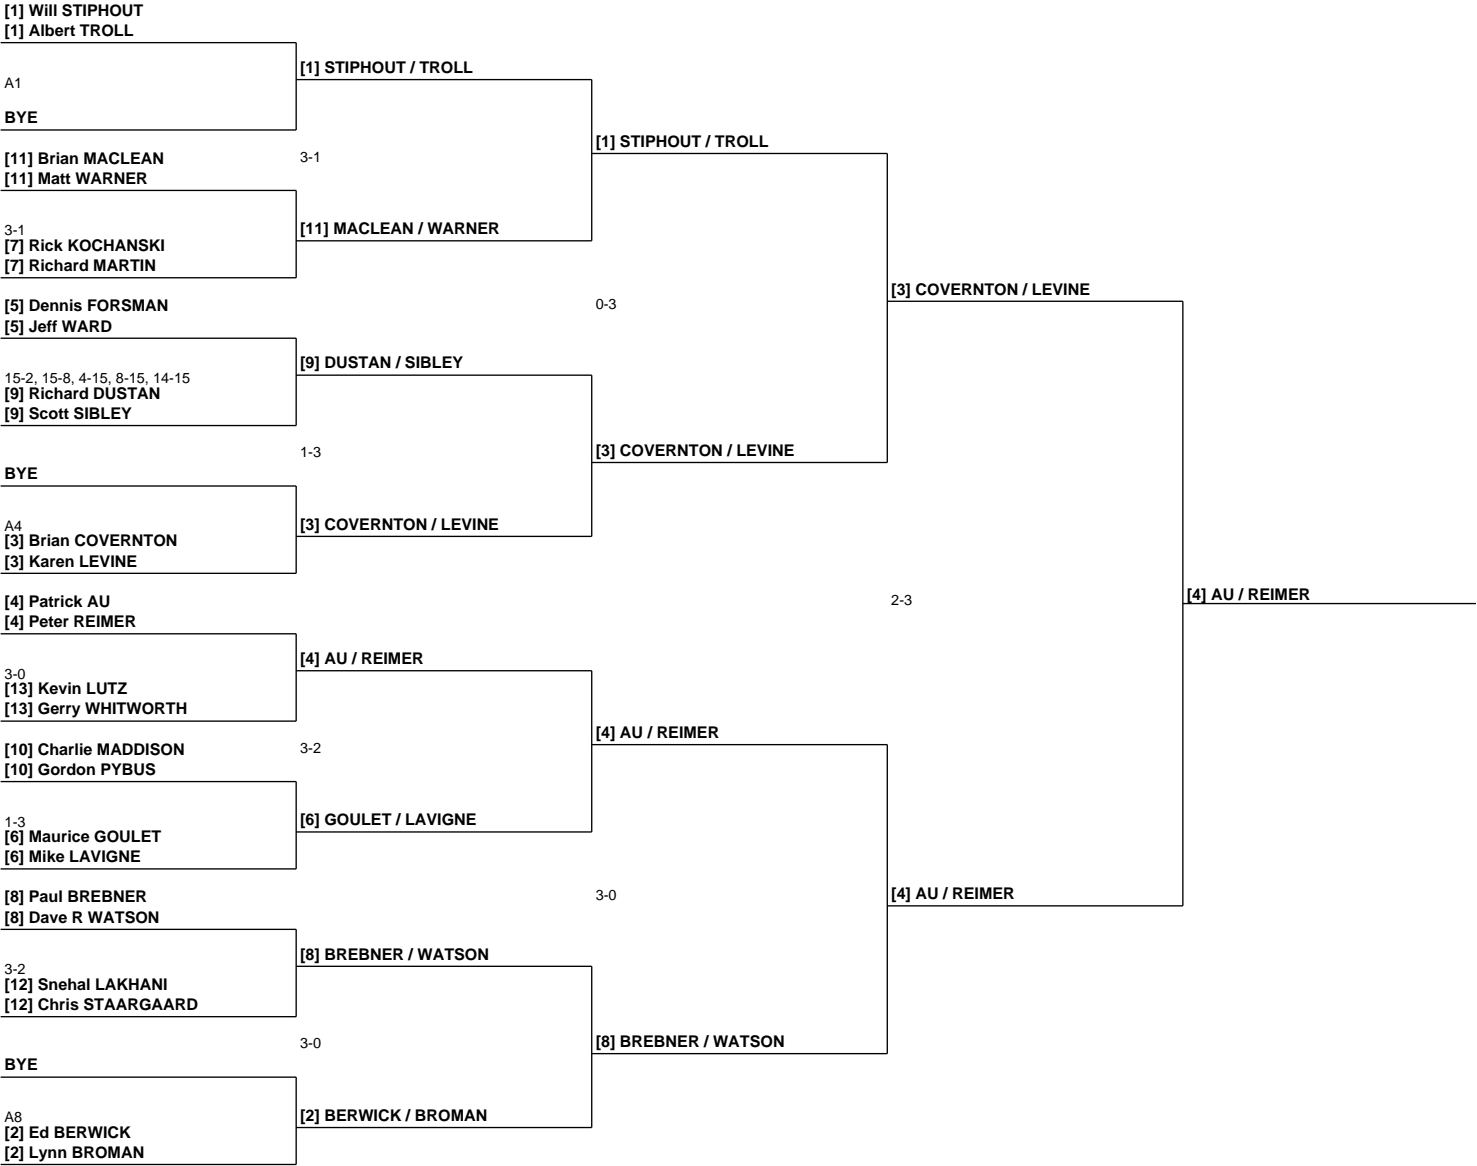 [1] Will STIPHOUT
[1] Albert TROLL
[1] STIPHOUT / TROLL
A1
BYE
[1] STIPHOUT / TROLL
[11] Brian MACLEAN
[11] Matt WARNER
3-1
3-1
[11] MACLEAN / WARNER
[7] Rick KOCHANSKI
[7] Richard MARTIN
[3] COVERNTON / LEVINE
[5] Dennis FORSMAN
[5] Jeff WARD
0-3
[9] DUSTAN / SIBLEY
15-2, 15-8, 4-15, 8-15, 14-15
[9] Richard DUSTAN
[9] Scott SIBLEY
1-3
[3] COVERNTON / LEVINE
BYE
A4
[3] COVERNTON / LEVINE
[3] Brian COVERNTON
[3] Karen LEVINE
[4] Patrick AU
[4] Peter REIMER
2-3
[4] AU / REIMER
[4] AU / REIMER
3-0
[13] Kevin LUTZ
[13] Gerry WHITWORTH
[4] AU / REIMER
[10] Charlie MADDISON
[10] Gordon PYBUS
3-2
1-3
[6] GOULET / LAVIGNE
[6] Maurice GOULET
[6] Mike LAVIGNE
[8] Paul BREBNER
[8] Dave R WATSON
3-0
[4] AU / REIMER
[8] BREBNER / WATSON
3-2
[12] Snehal LAKHANI
[12] Chris STAARGAARD
3-0
[8] BREBNER / WATSON
BYE
A8
[2] BERWICK / BROMAN
[2] Ed BERWICK
[2] Lynn BROMAN